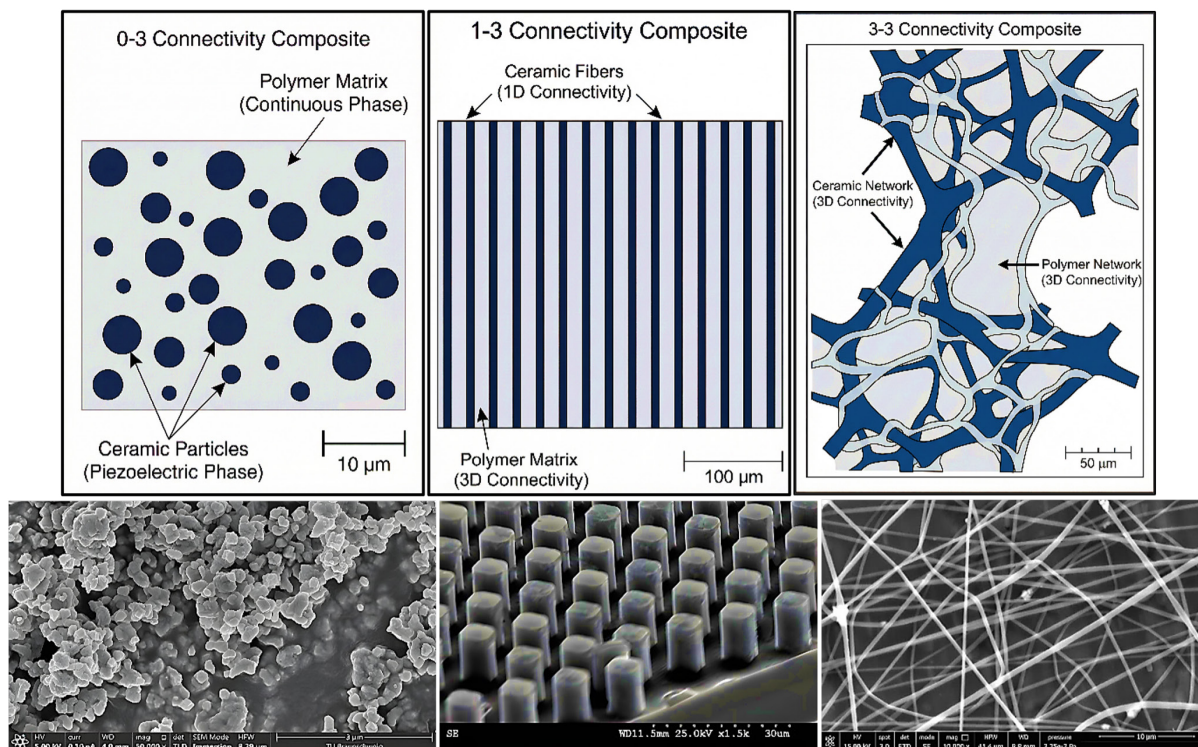 0-3 Connectivity Composite
Polymer Matrix
(Continuous Phase)
Ceramic Particles
(Piezoelectric Phase)
10 µm
1-3 Connectivity Composite
Ceramic Fibers
(1D Connectivity)
Polymer Matrix
(3D Connectivity)
100 µm
3-3 Connectivity Composite
Ceramic Network
(3D Connectivity)
Polymer Network
(3D Connectivity)
50 µm
HV curr WD mag det SEM Mode HFW
3 µm
SE WD11.5mm 25.0kV x1.5k 30um
HV spot WD HFW
10 µm